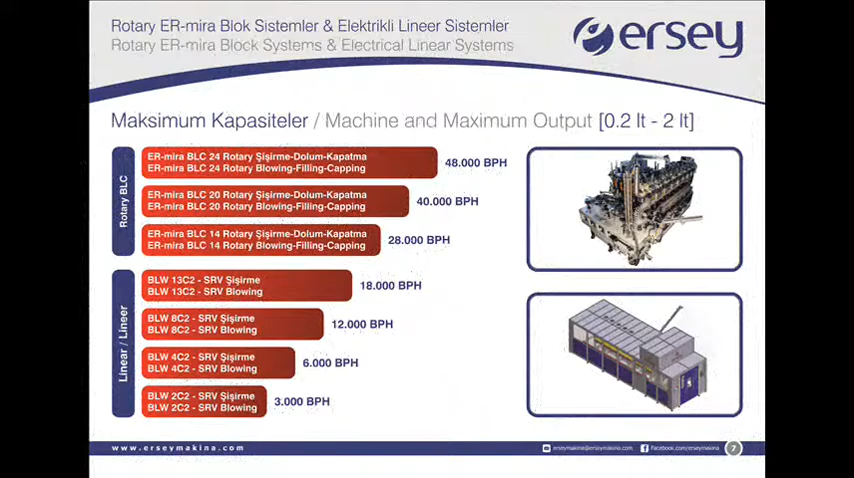 Rotary ER-mira Blok Sistemler & Elektrikli Lineer Sistemler
Rotary ER-mira Block Systems & Electrical Linear Systems
ersey
Maksimum Kapasiteler / Machine and Maximum Output [0.2 lt - 2 lt]
Rotary BLC
ER-mira BLC 24 Rotary Şişirme-Dolum-Kapatma
ER-mira BLC 24 Rotary Blowing-Filling-Capping
48.000 BPH
ER-mira BLC 20 Rotary Şişirme-Dolum-Kapatma
ER-mira BLC 20 Rotary Blowing-Filling-Capping
40.000 BPH
ER-mira BLC 14 Rotary Şişirme-Dolum-Kapatma
ER-mira BLC 14 Rotary Blowing-Filling-Capping
28.000 BPH
Linear / Lineer
BLW 13C2 - SRV Şişirme
BLW 13C2 - SRV Blowing
18.000 BPH
BLW 8C2 - SRV Şişirme
BLW 8C2 - SRV Blowing
12.000 BPH
BLW 4C2 - SRV Şişirme
BLW 4C2 - SRV Blowing
6.000 BPH
BLW 2C2 - SRV Şişirme
BLW 2C2 - SRV Blowing
3.000 BPH
www.erseymakina.com
erseymakine@erseymakina.com
Facebook.com/erseymakina
7